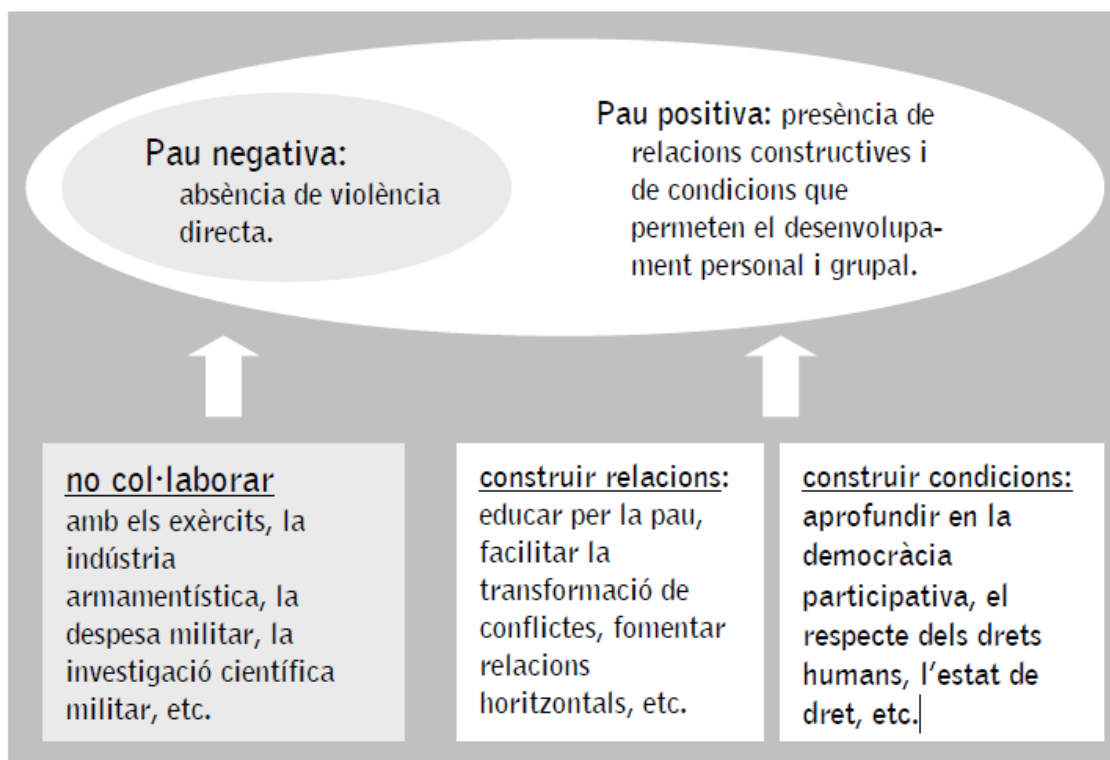 Pau negativa:
absència de violència
directa.
Pau positiva: presència de
relacions constructives i
de condicions que
permeten el desenvolupa-
ment personal i grupal.
no col·laborar
amb els exèrcits, la
indústria
armamentística, la
despesa militar, la
investigació científica
militar, etc.
construir relacions:
educar per la pau,
facilitar la
transformació de
conflictes, fomentar
relacions
horitzontals, etc.
construir condicions:
aprofundir en la
democràcia
participativa, el
respecte dels drets
humans, l'estat de
dret, etc.